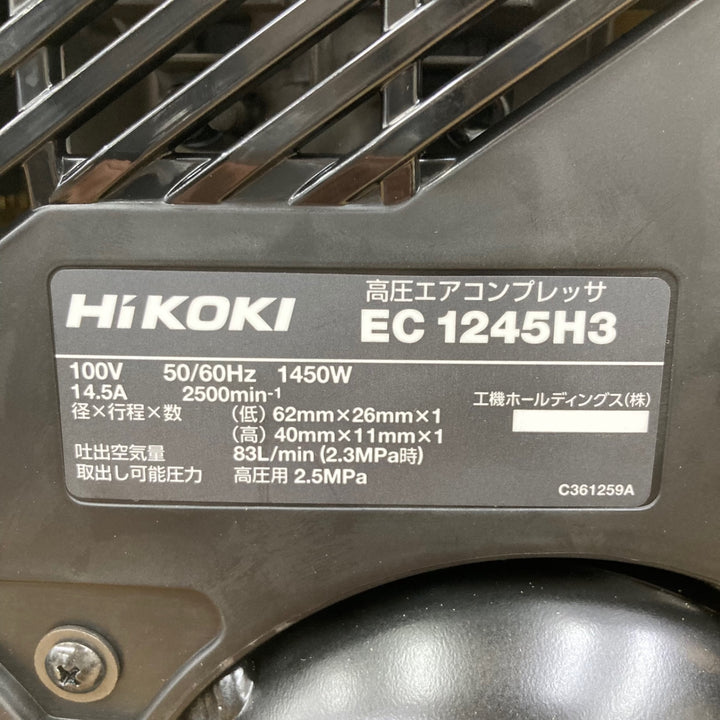 HiKOKI
高圧エアコンプレッサ
EC 1245H3
100V 50/60Hz 1450W
14.5A 2500min⁻¹
径×行程×数 (低) 62mm×26mm×1
(高) 40mm×11mm×1
吐出空気量 83L/min (2.3MPa時)
取出し可能圧力 高圧用 2.5MPa
工機ホールディングス(株)
C361259A